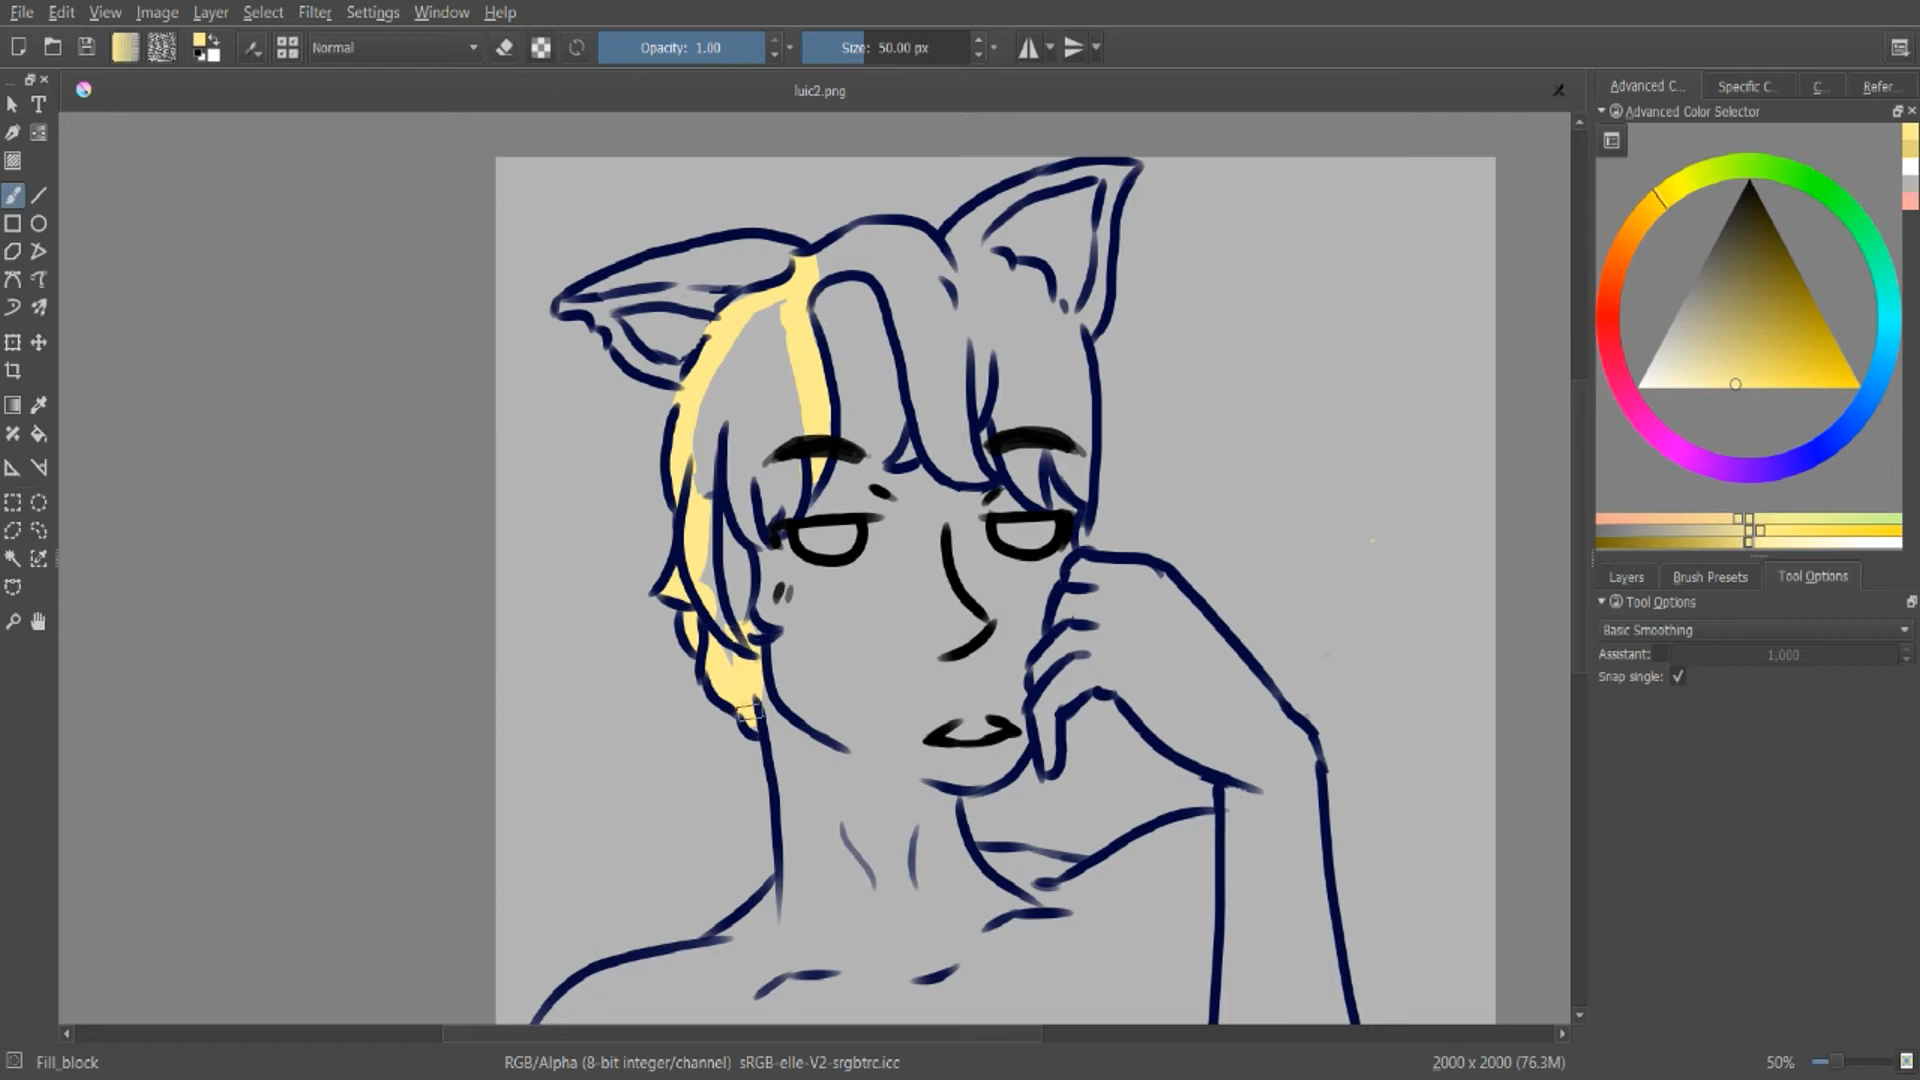 File Edit View Image Layer Select Filter Settings Window Help
Normal Opacity: 1.00 Size: 50.00 px
luic2.png
Advanced C... Specific C... C... Refer...
Advanced Color Selector
Layers Brush Presets Tool Options
Tool Options
Basic Smoothing
Assistant: 1,000
Snap single:
Fill_block RGB/Alpha (8-bit integer/channel) sRGB-elle-V2-srgbtrc.icc 2000 x 2000 (76.3M) 50%